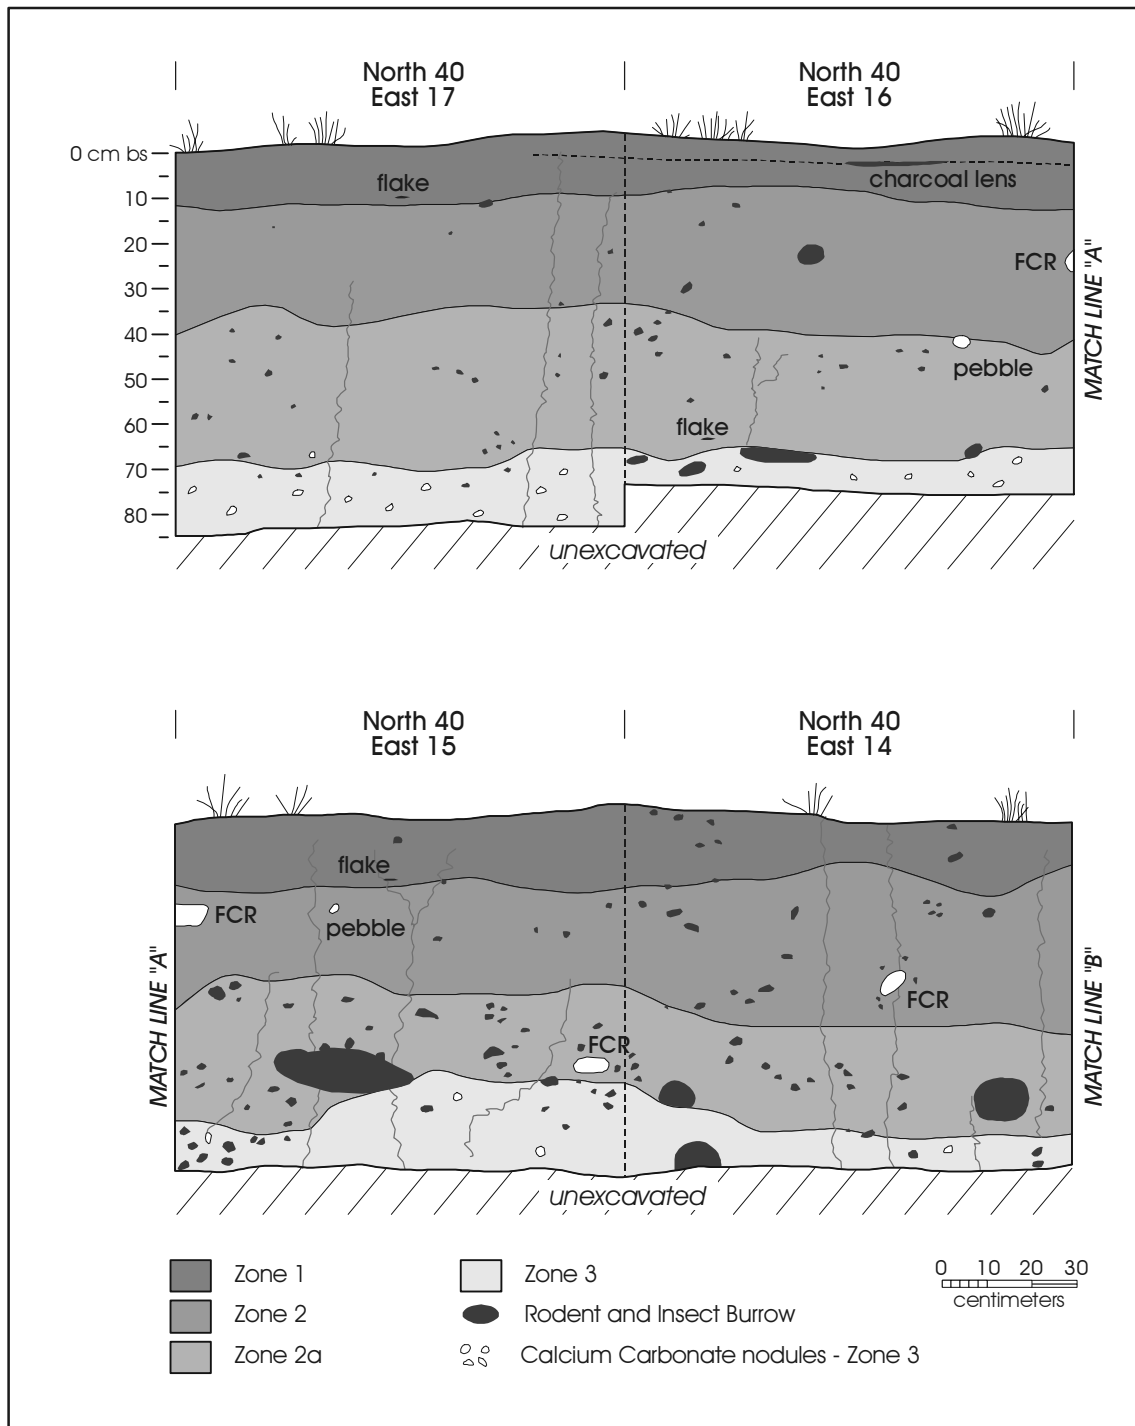 North 40
East 17
North 40
East 16
0 cm bs
10
20
30
40
50
60
70
80
flake
charcoal lens
FCR
pebble
flake
MATCH LINE "A"
unexcavated
North 40
East 15
North 40
East 14
flake
FCR
pebble
FCR
FCR
MATCH LINE "A"
MATCH LINE "B"
unexcavated
Zone 1
Zone 2
Zone 2a
Zone 3
Rodent and Insect Burrow
Calcium Carbonate nodules - Zone 3
0 10 20 30
centimeters